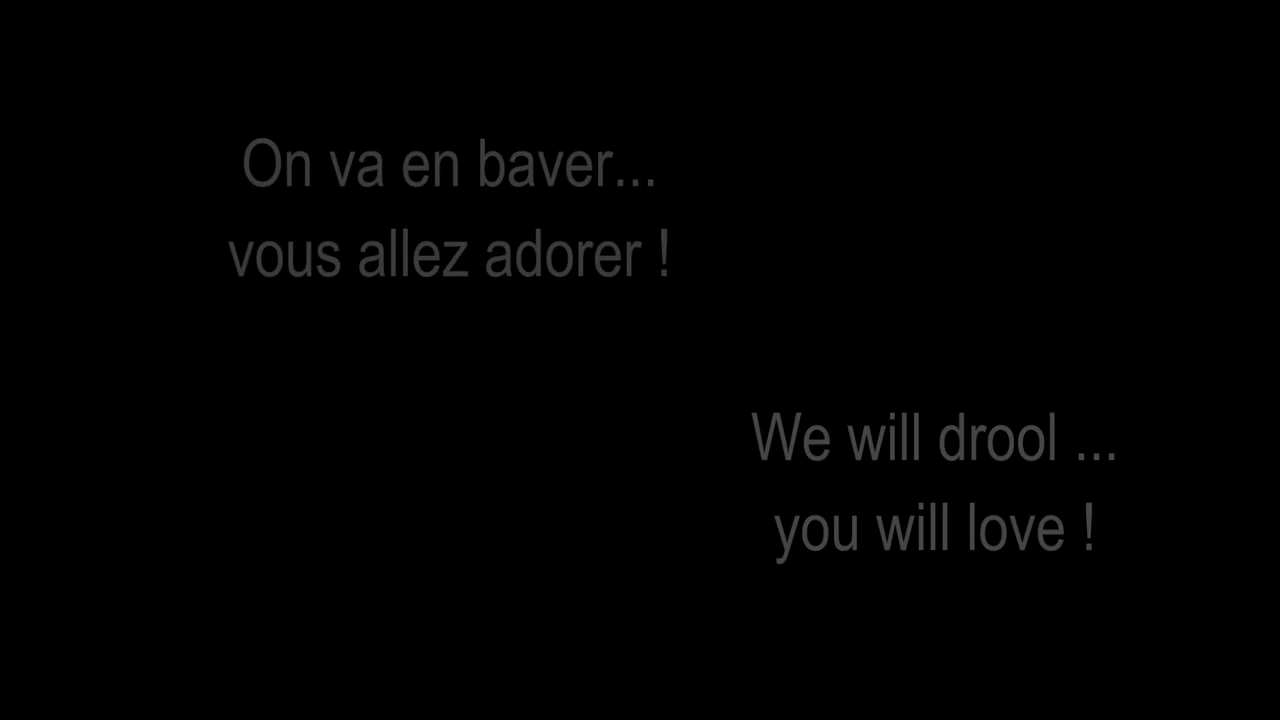 On va en baver...
vous allez adorer !
We will drool ...
you will love !